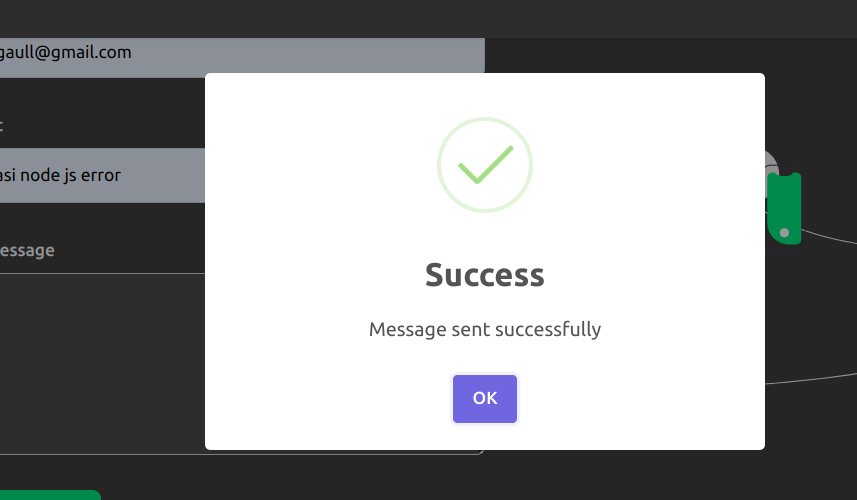 gaull@gmail.com
asi node js error
essage
Success
Message sent successfully
OK